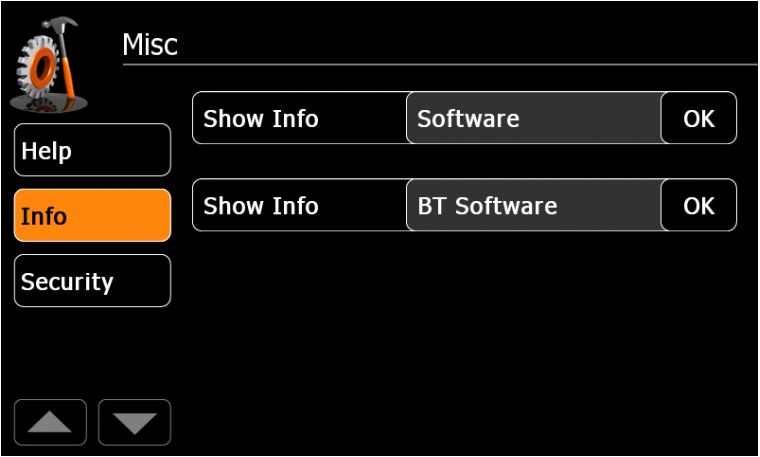 Misc
Show Info Software OK
Help
Show Info BT Software OK
Info
Security